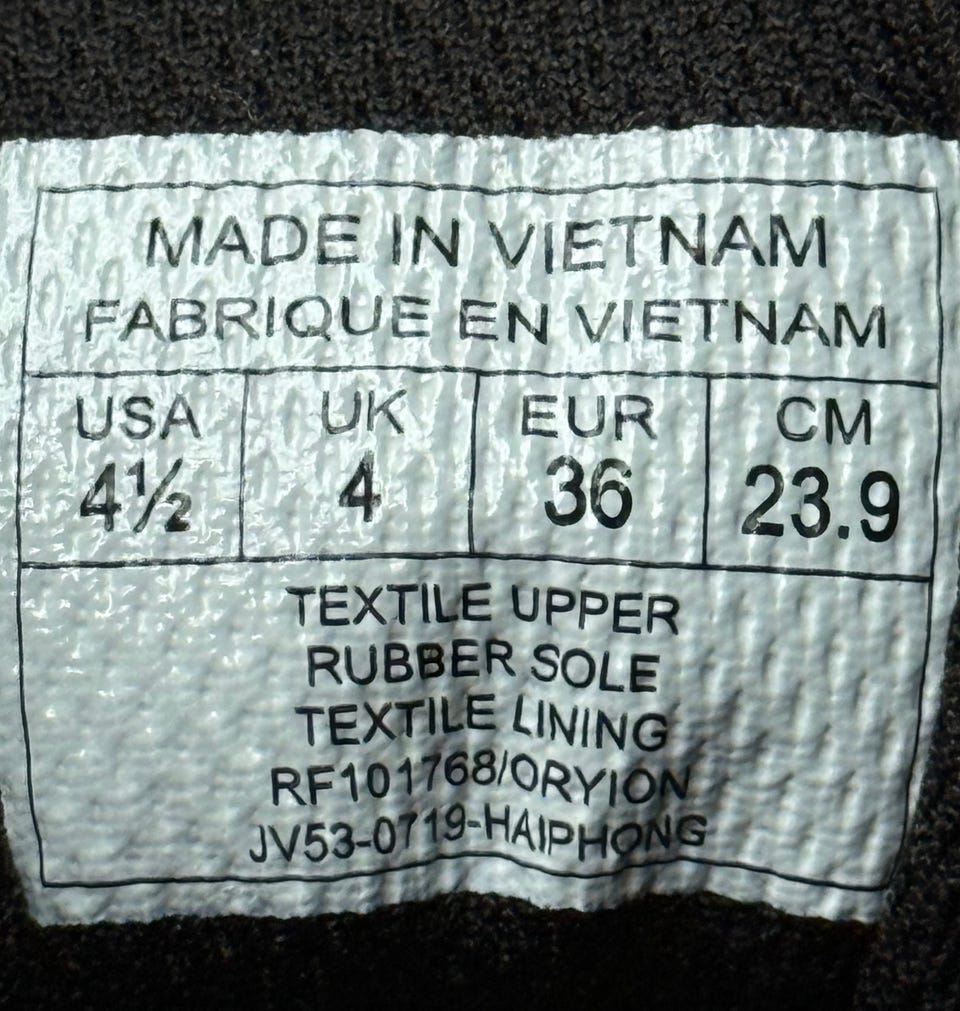 MADE IN VIETNAM
FABRIQUE EN VIETNAM
USA UK EUR CM
4½ 4 36 23.9
TEXTILE UPPER
RUBBER SOLE
TEXTILE LINING
RF101768/ORYION
JV53-0719-HAIPHONG